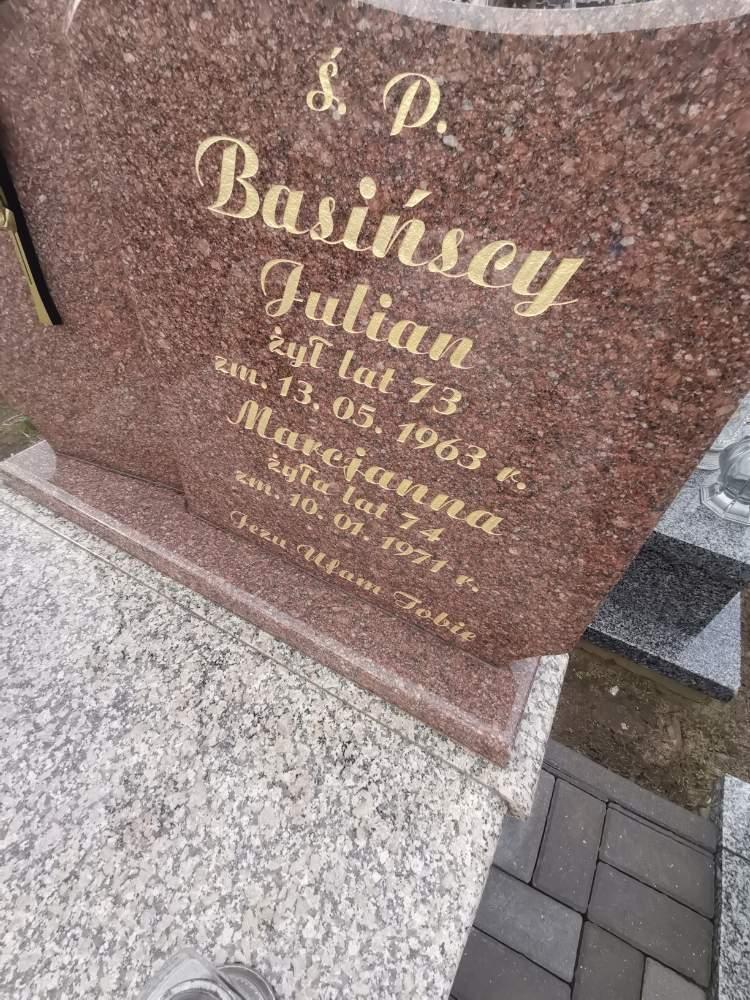 Ś. P.
Basińscy
Julian
żył lat 73
zm. 13. 05. 1963 r.
Marcjanna
żyła lat 74
zm. 10. 01. 1971 r.
Jezu Ufam Tobie